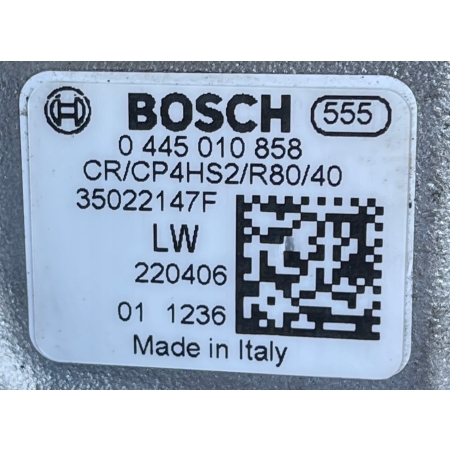 BOSCH 555
0 445 010 858
CR/CP4HS2/R80/40
35022147F
LW
220406
01 1236
Made in Italy